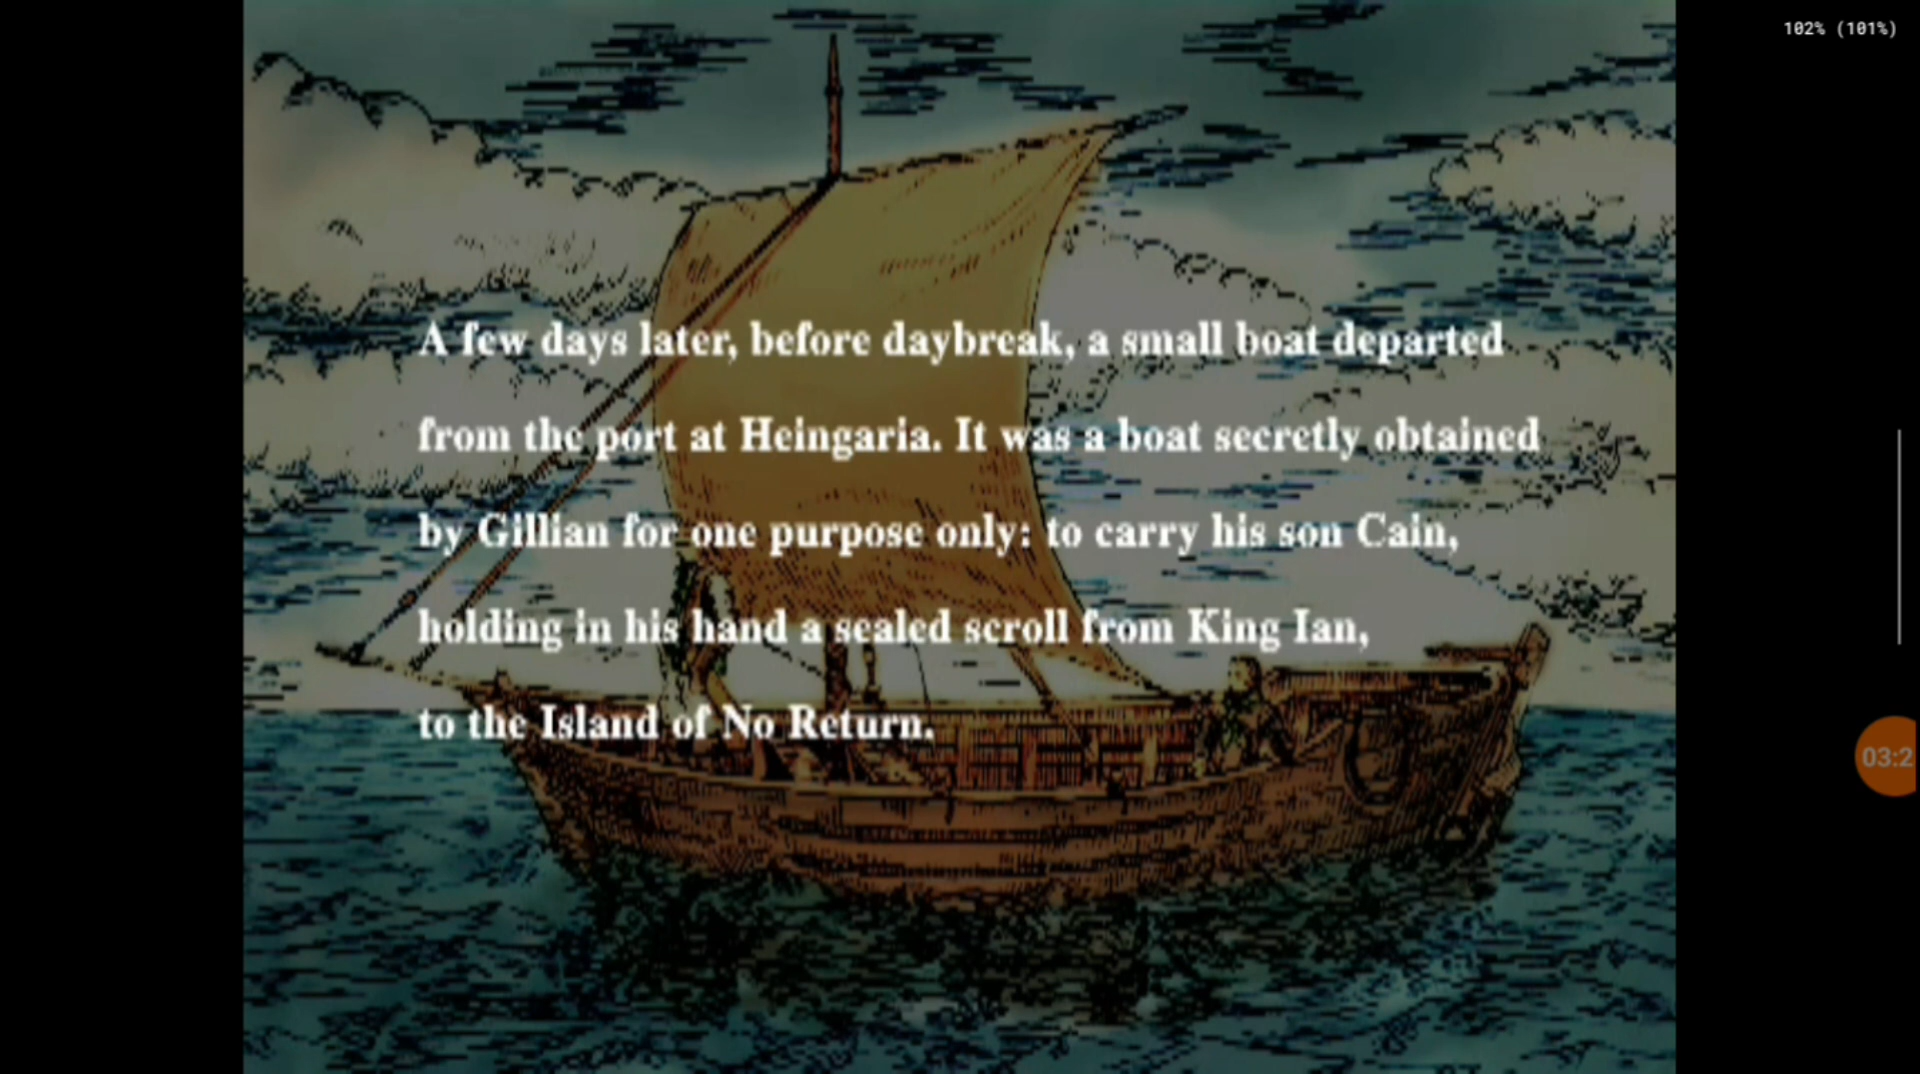 102% (101%)
A few days later, before daybreak, a small boat departed
from the port at Heingaria. It was a boat secretly obtained
by Gillian for one purpose only: to carry his son Cain,
holding in his hand a sealed scroll from King Ian,
to the Island of No Return.
03:2